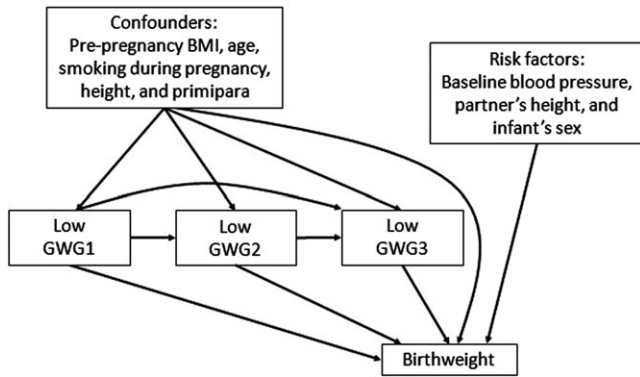 Confounders:
Pre-pregnancy BMI, age,
smoking during pregnancy,
height, and primipara
Risk factors:
Baseline blood pressure,
partner's height, and
infant's sex
Low
GWG1
Low
GWG2
Low
GWG3
Birthweight